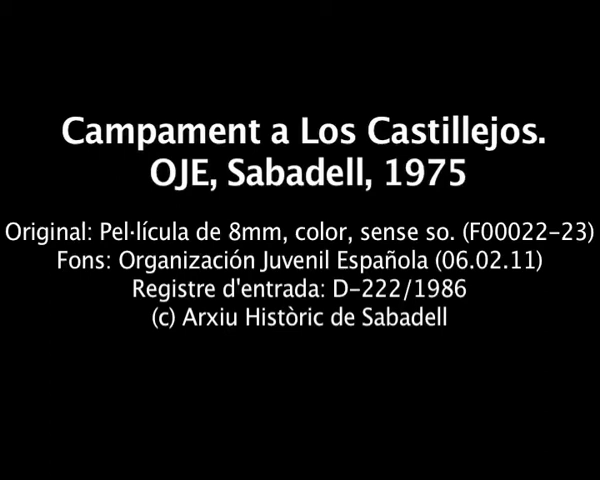 Campament a Los Castillejos.
OJE, Sabadell, 1975
Original: Pel·lícula de 8mm, color, sense so. (F00022-23)
Fons: Organización Juvenil Española (06.02.11)
Registre d'entrada: D-222/1986
(c) Arxiu Històric de Sabadell